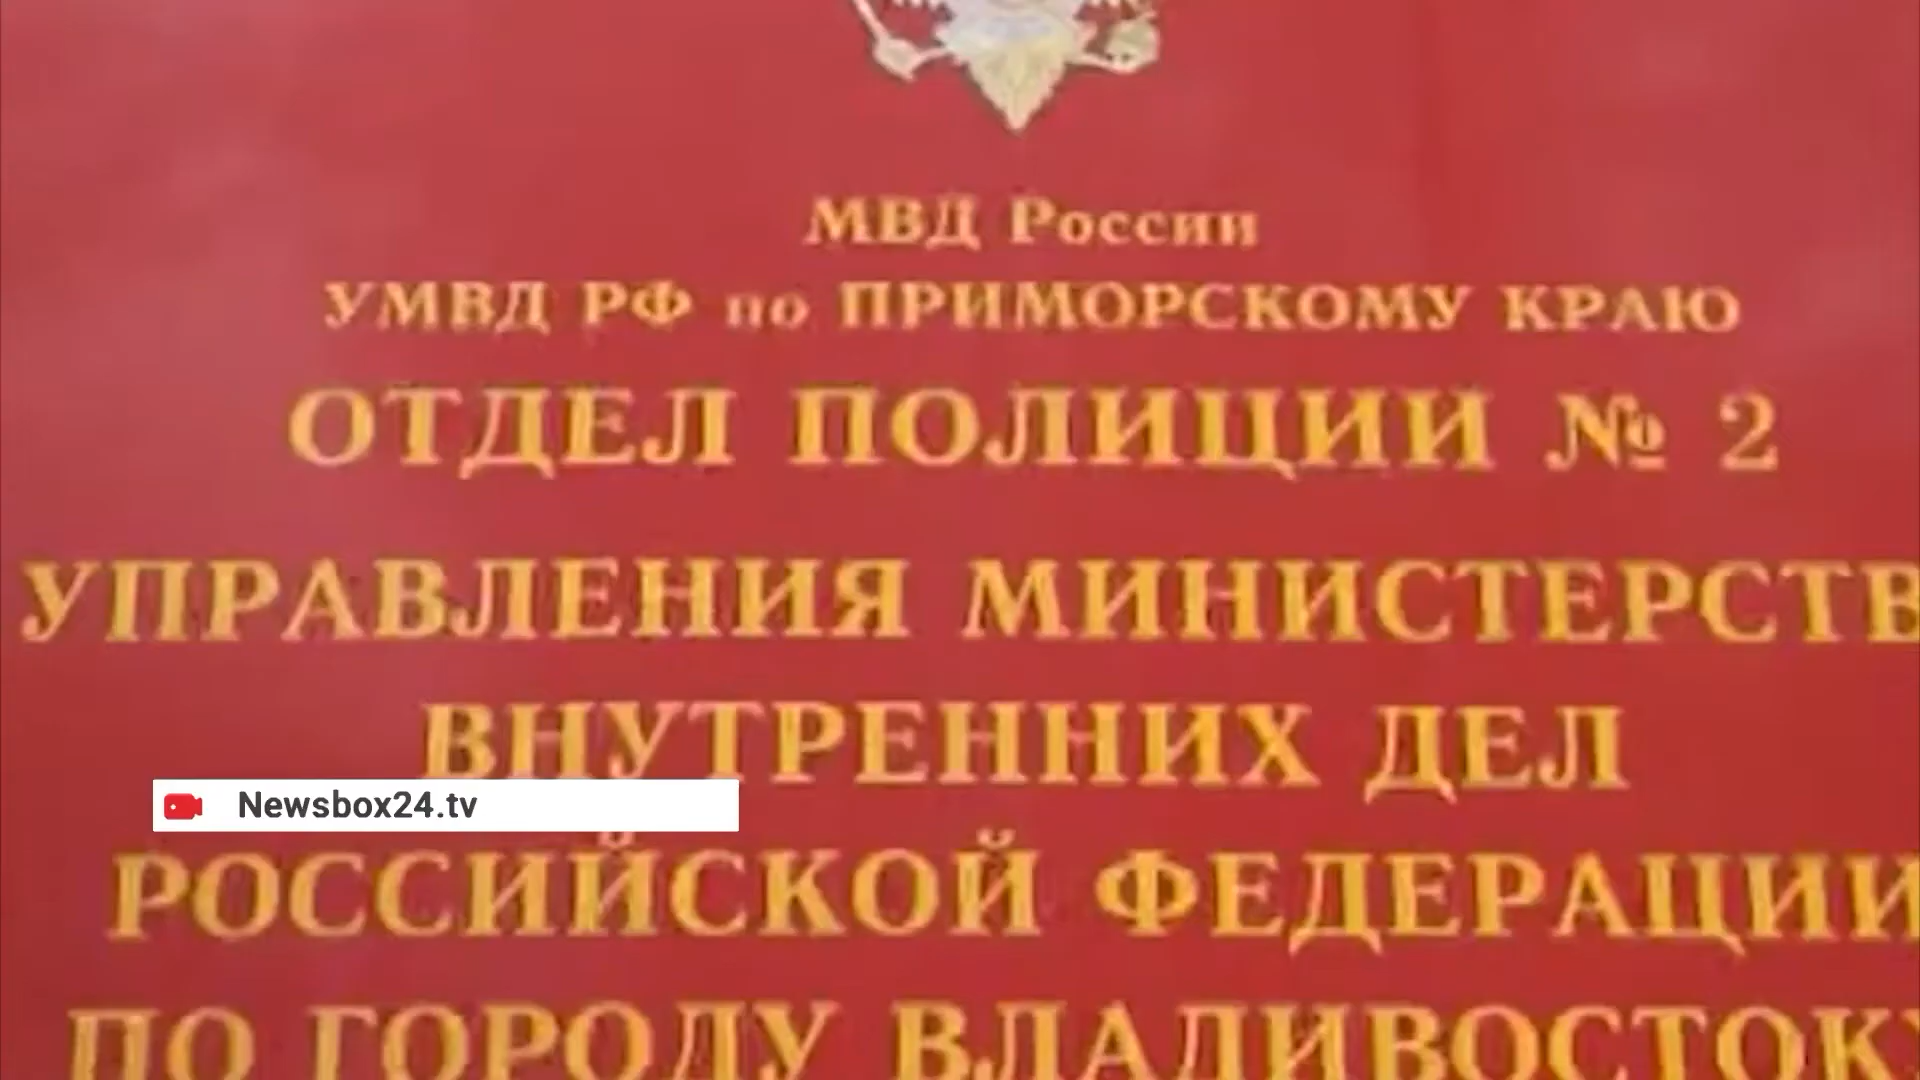 МВД России
УМВД РФ по ПРИМОРСКОМУ КРАЮ
ОТДЕЛ ПОЛИЦИИ № 2
УПРАВЛЕНИЯ МИНИСТЕРСТВ
ВНУТРЕННИХ ДЕЛ
Newsbox24.tv
РОССИЙСКОЙ ФЕДЕРАЦИИ
ПО ГОРОДУ ВЛАДИВОСТОКУ